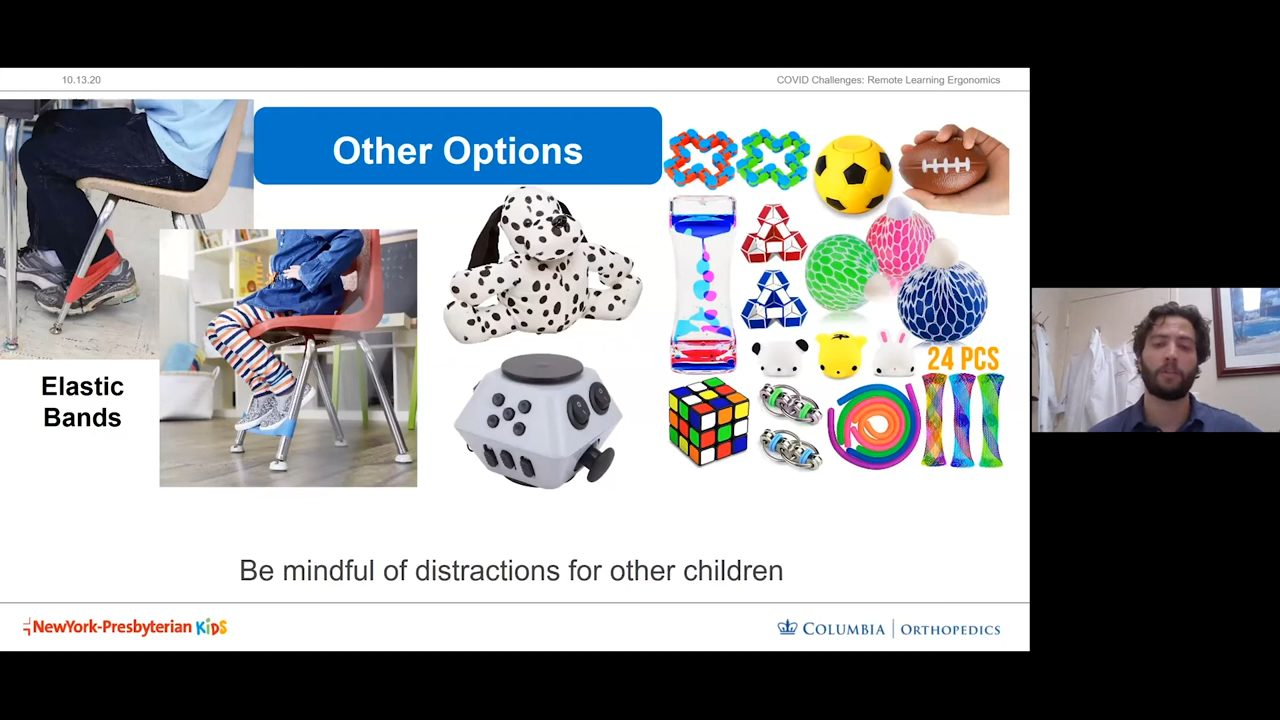 10.13.20
COVID Challenges: Remote Learning Ergonomics
Other Options
24 PCS
Elastic
Bands
Be mindful of distractions for other children
NewYork-Presbyterian KiDS
COLUMBIA | ORTHOPEDICS